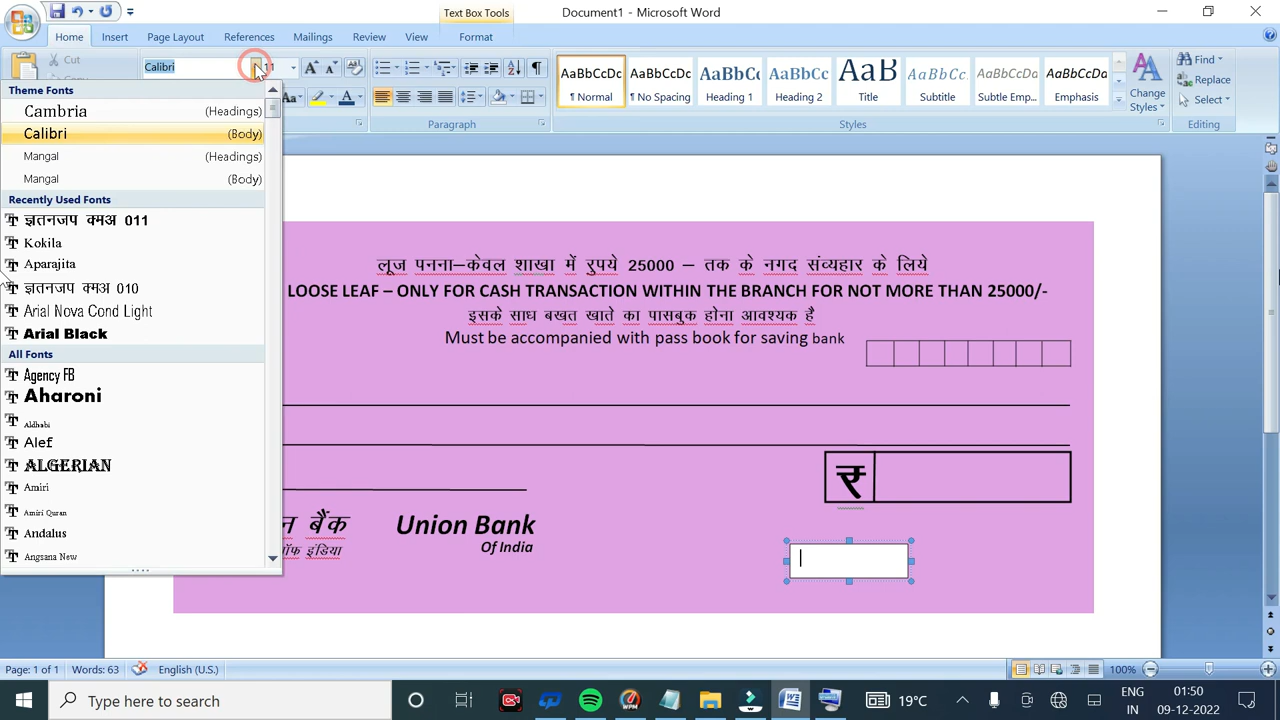 Text Box Tools
Document1 - Microsoft Word
Home Insert Page Layout References Mailings Review View Format
Cut
Calibri 11
AaBbCcDc AaBbCcDc AaBbCc AaBbCc AaB AaBbCc. AaBbCcDc AaBbCcDc
¶ Normal ¶ No Spacing Heading 1 Heading 2 Title Subtitle Subtle Emp... Emphasis
Change Styles
Find
Replace
Select
Paragraph Styles Editing
Theme Fonts
Cambria (Headings)
Calibri (Body)
Mangal (Headings)
Mangal (Body)
Recently Used Fonts
ज्ञतनजप क्मअ 011
Kokila
Aparajita
ज्ञतनजप क्मअ 010
Arial Nova Cond Light
Arial Black
All Fonts
Agency FB
Aharoni
Aldhabi
Alef
ALGERIAN
Amiri
Amiri Quran
Andalus
Angsana New
लूज पनना–केवल शाखा में रुपये 25000 – तक के नगद संव्यहार के लिये
LOOSE LEAF – ONLY FOR CASH TRANSACTION WITHIN THE BRANCH FOR NOT MORE THAN 25000/-
इसके साध बखत खाते का पासबुक होना आवश्यक है
Must be accompanied with pass book for saving bank
₹
न बैंक Union Bank
ऑफ इंडिया Of India
Page: 1 of 1 Words: 63 English (U.S.) 100%
Type here to search
W
WPM
19°C
ENG
IN
01:50
09-12-2022